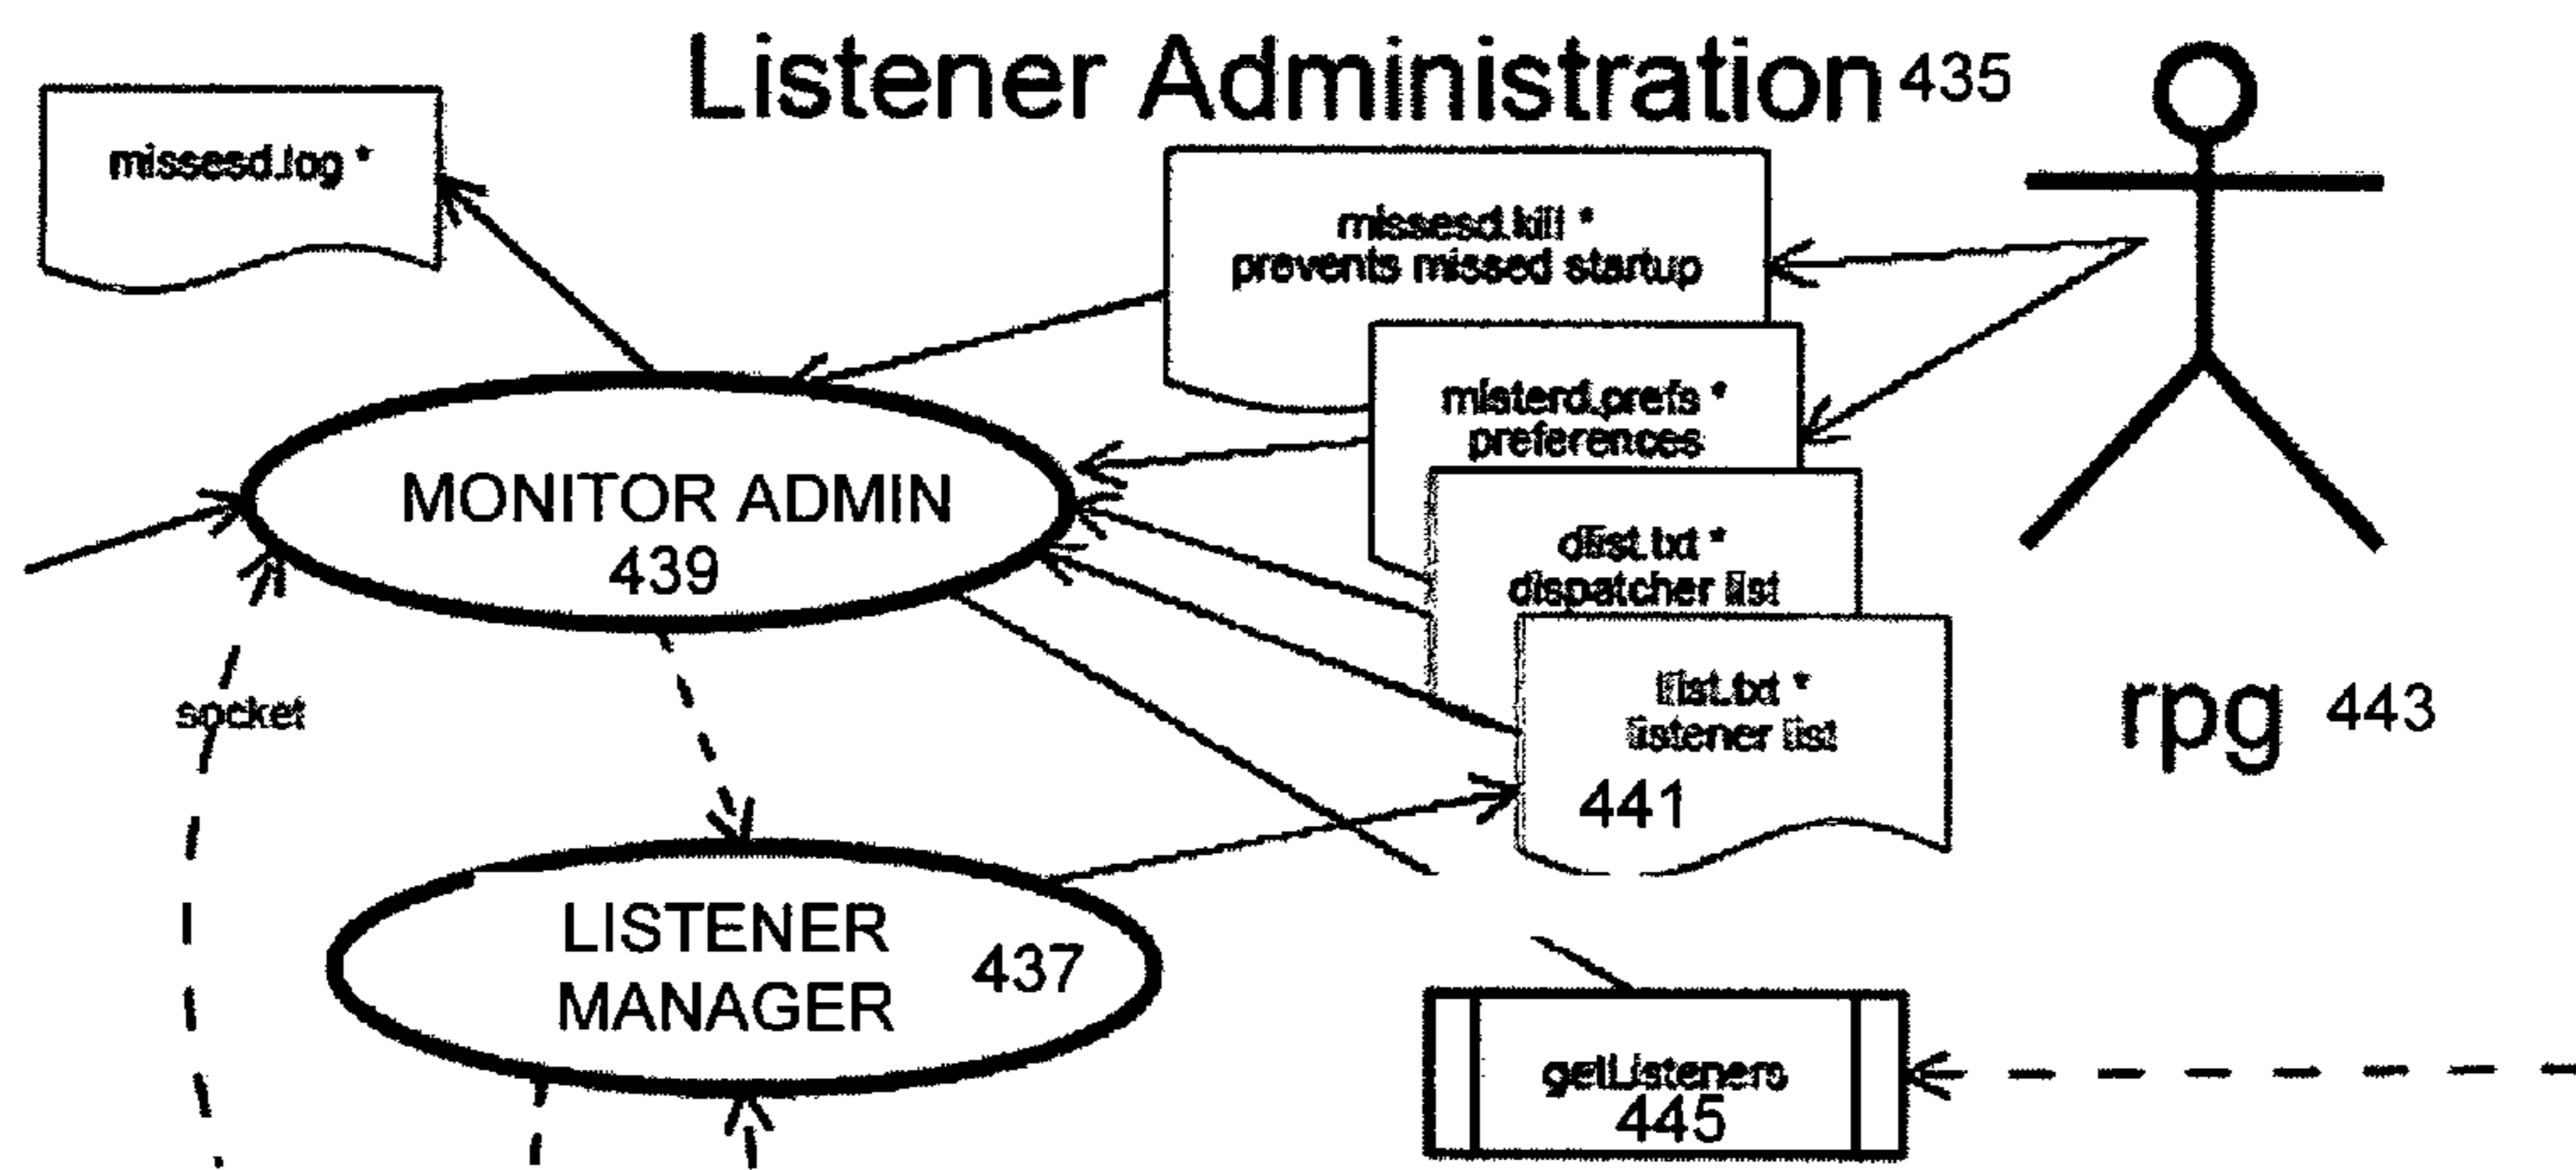 Listener Administration 435
missesd.log *
missesd.kill *
prevents missed startup
misterd.prefs *
preferences
MONITOR ADMIN
439
dlist.txt *
dispatcher list
socket
llist.txt *
listener list
441
rpg 443
LISTENER
MANAGER
437
getListeners
445